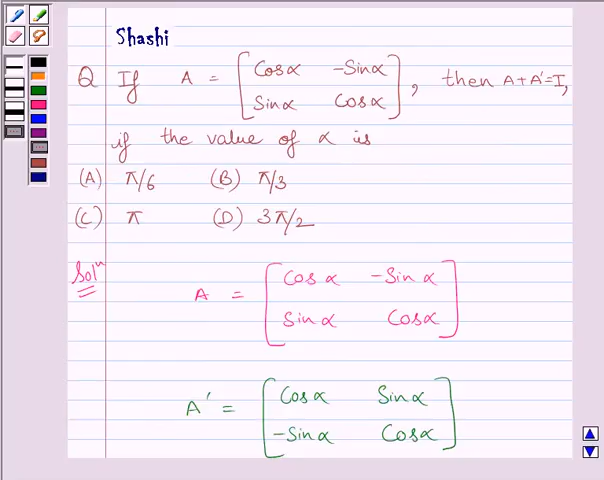 Shashi
Q If A = [ Cosα -Sinα ], then A+A'=I,
[ Sinα Cosα ]
if the value of α is
(A) π/6 (B) π/3
(C) π (D) 3π/2
Solⁿ
A = [ Cosα -Sinα ]
[ Sinα Cosα ]
A' = [ Cosα Sinα ]
[ -Sinα Cosα ]